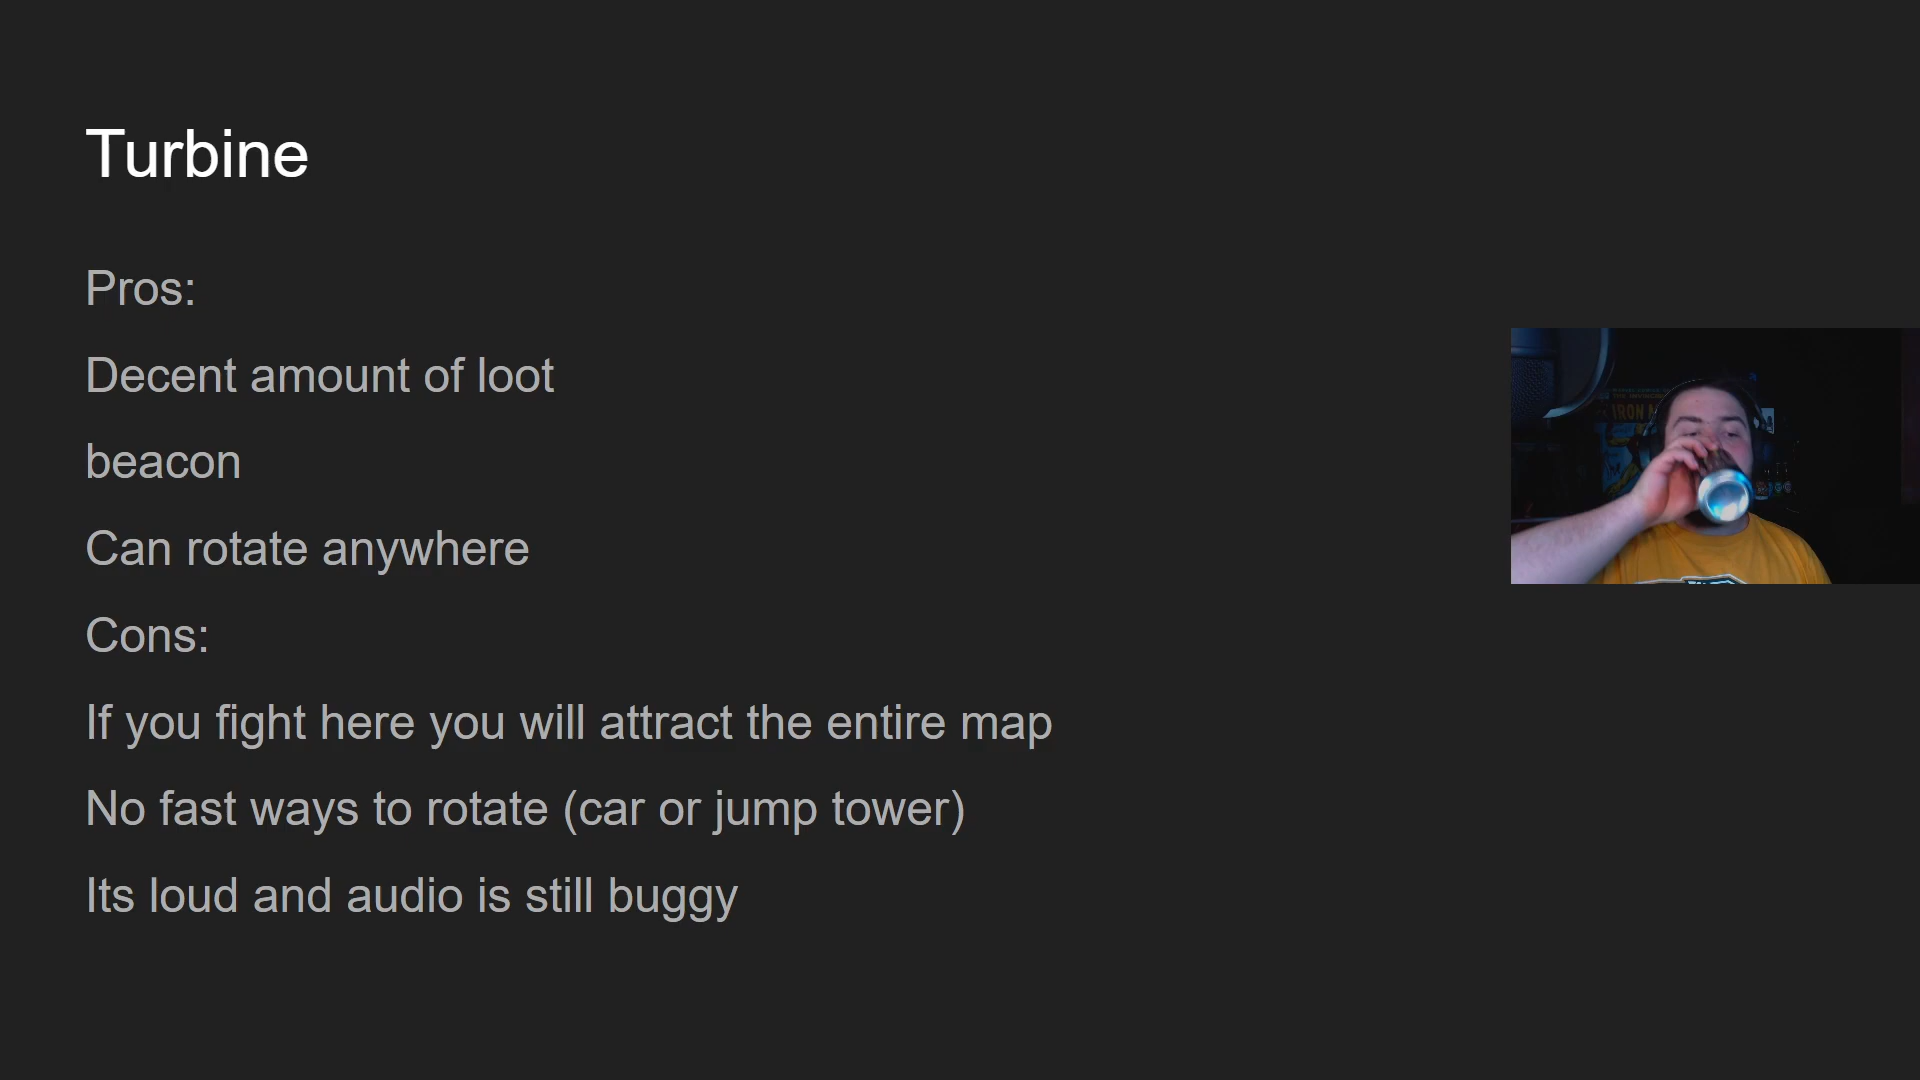 Turbine
Pros:
Decent amount of loot
beacon
Can rotate anywhere
Cons:
If you fight here you will attract the entire map
No fast ways to rotate (car or jump tower)
Its loud and audio is still buggy
IRON